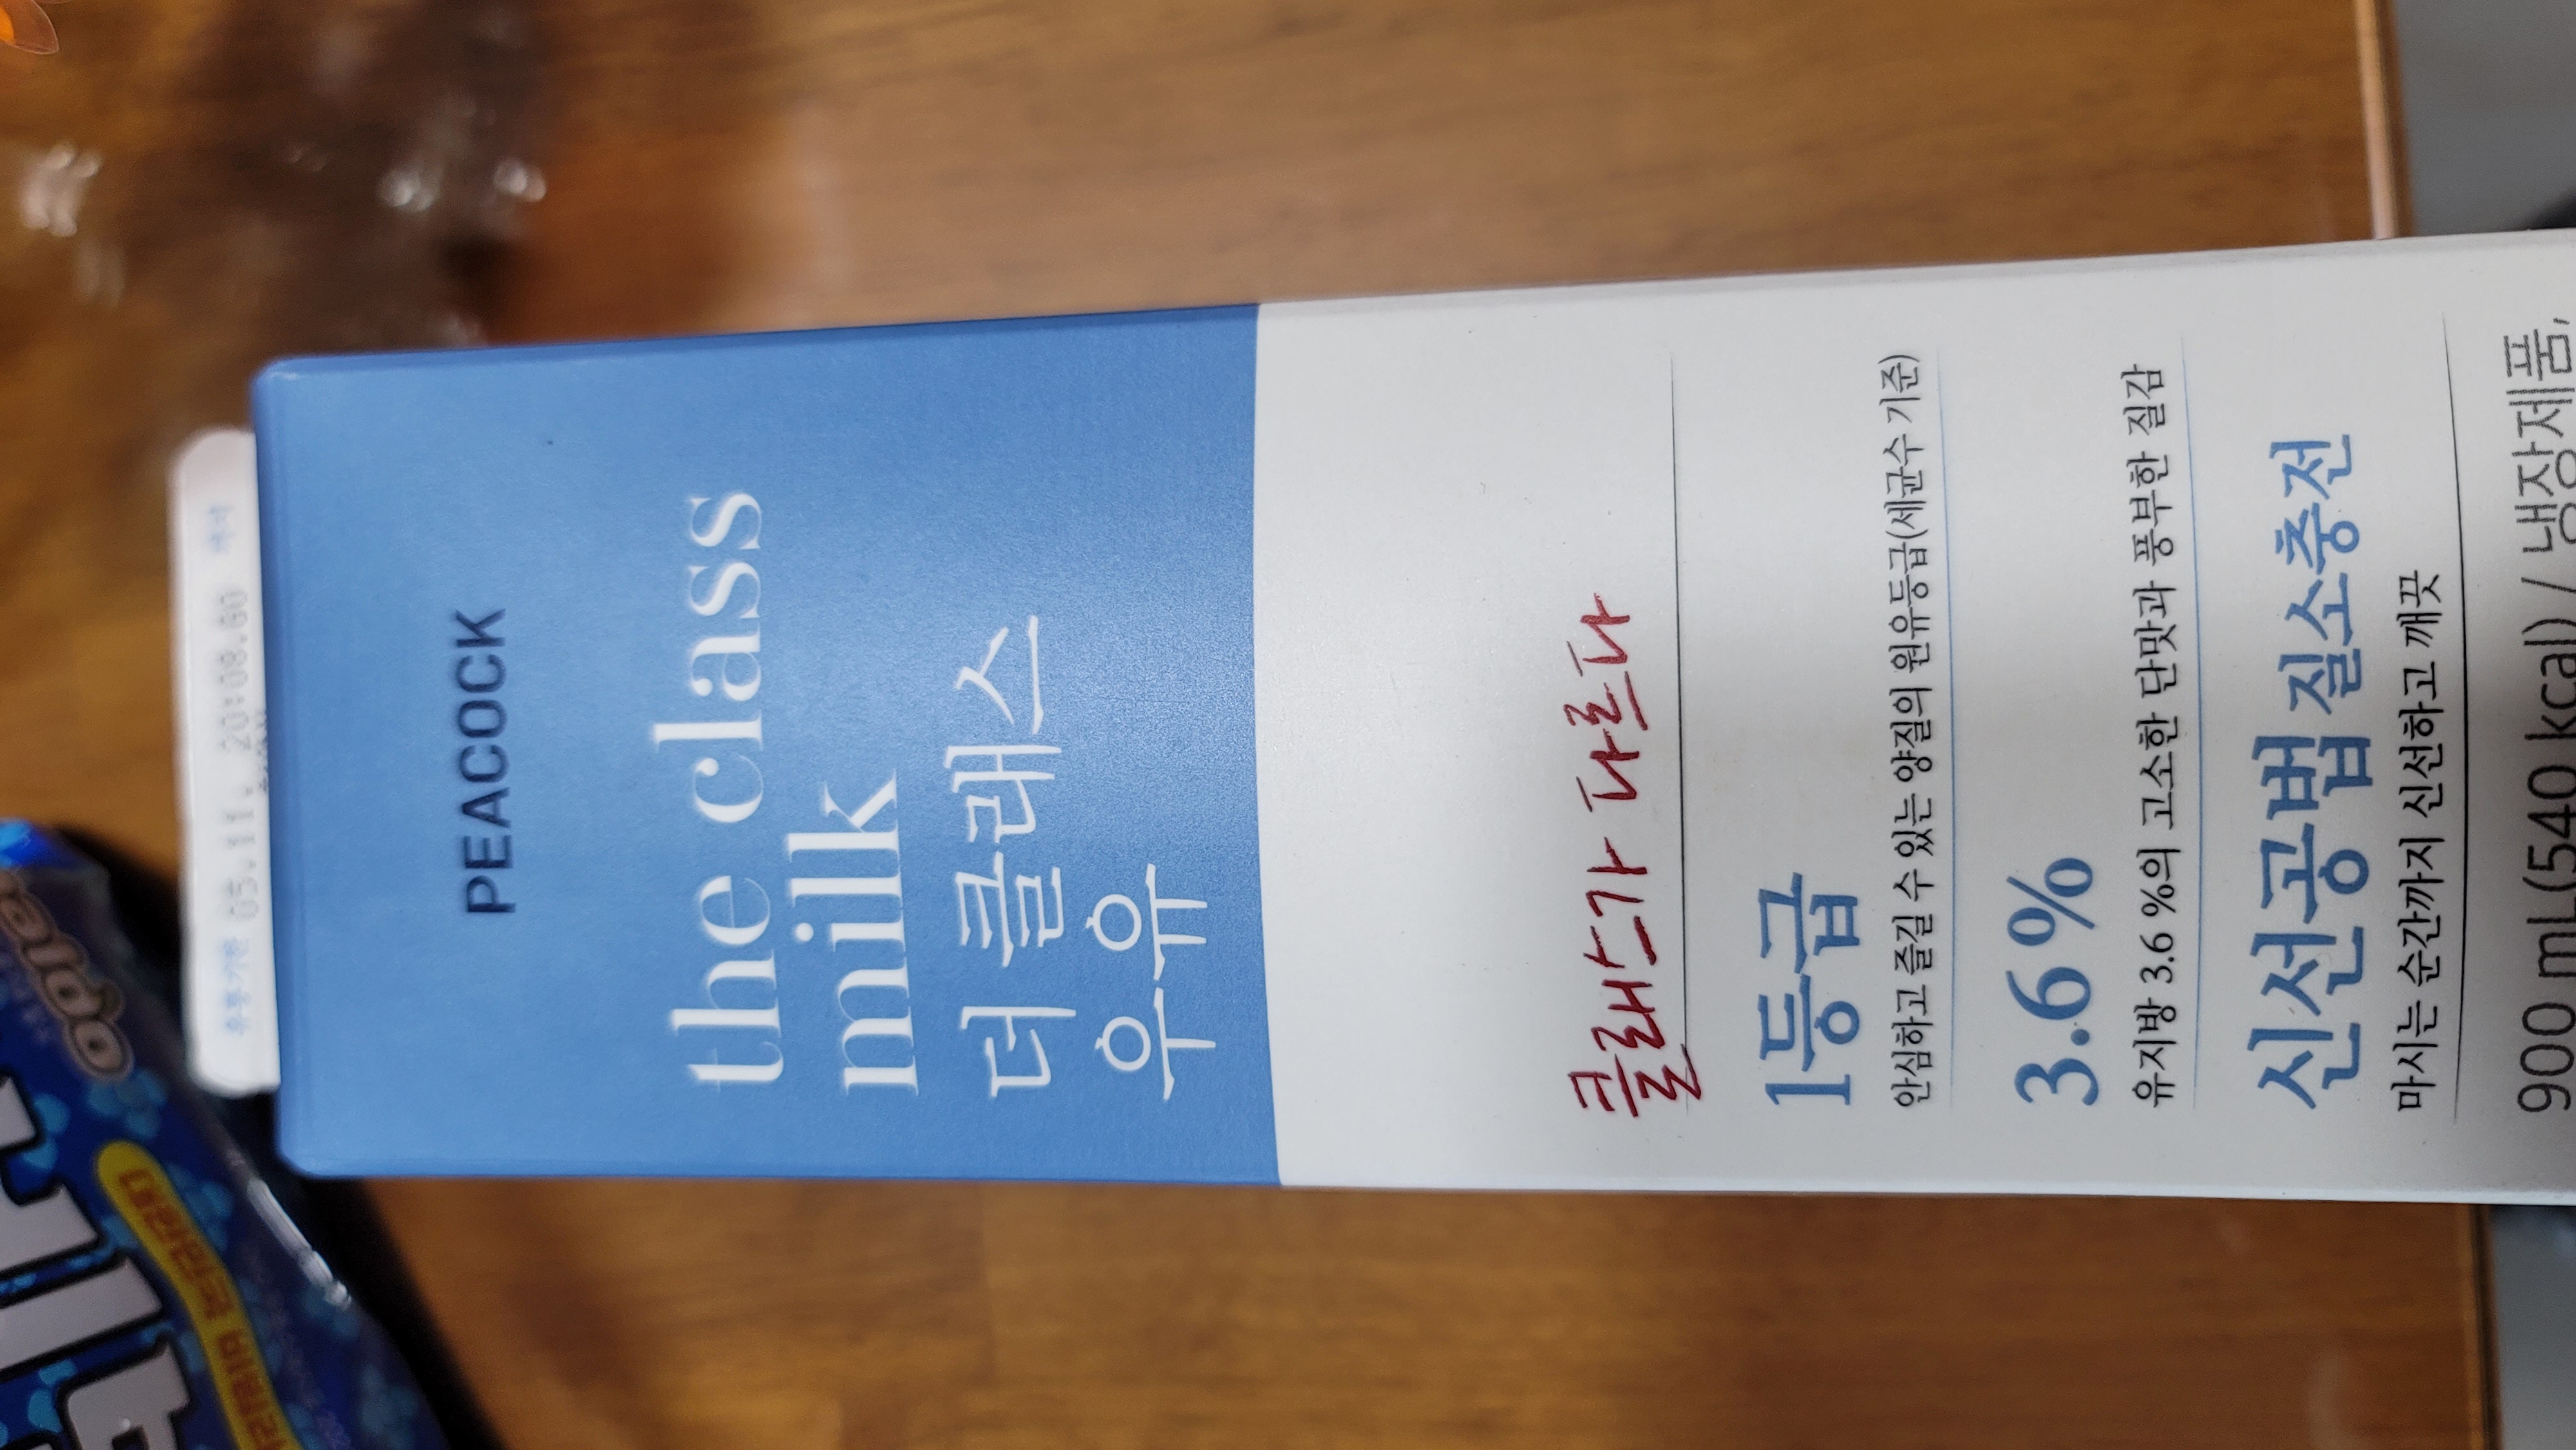 05.11. 20:08
PEACOCK
the class
milk
더 클래스
우유
클래스가 다르다
1등급
안심하고 즐길 수 있는 양질의 원유등급(세균수 기준)
3.6 %
유지방 3.6 %의 고소한 단맛과 풍부한 질감
신선공법 질소충전
마시는 순간까지 신선하고 깨끗
900 mL(540 kcal) / 냉장제품,